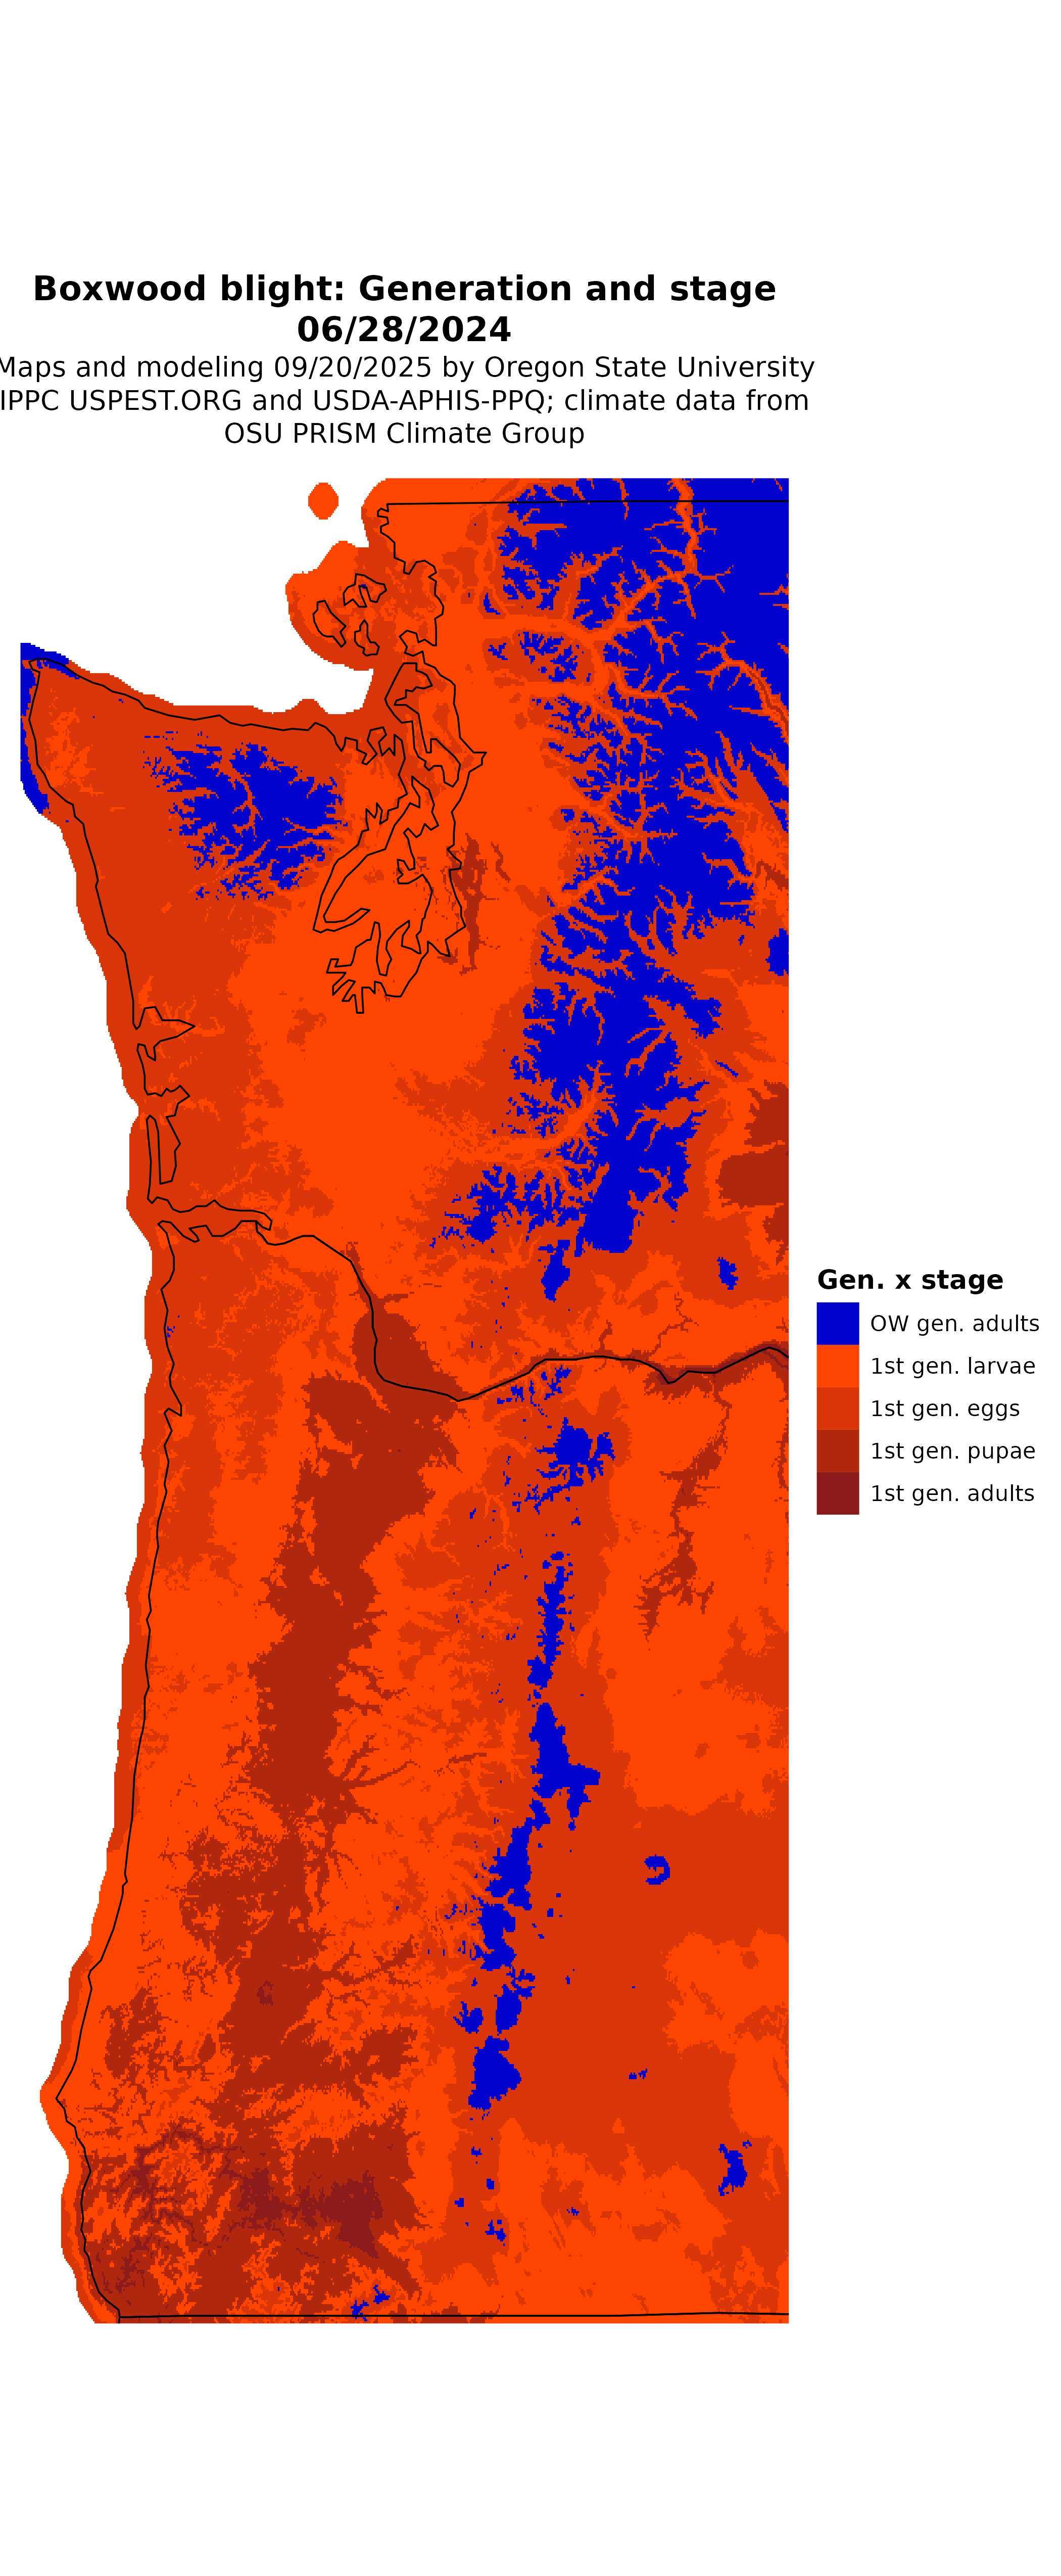 Boxwood blight: Generation and stage
06/28/2024
Maps and modeling 09/20/2025 by Oregon State University
IPPC USPEST.ORG and USDA-APHIS-PPQ; climate data from
OSU PRISM Climate Group
Gen. x stage
OW gen. adults
1st gen. larvae
1st gen. eggs
1st gen. pupae
1st gen. adults